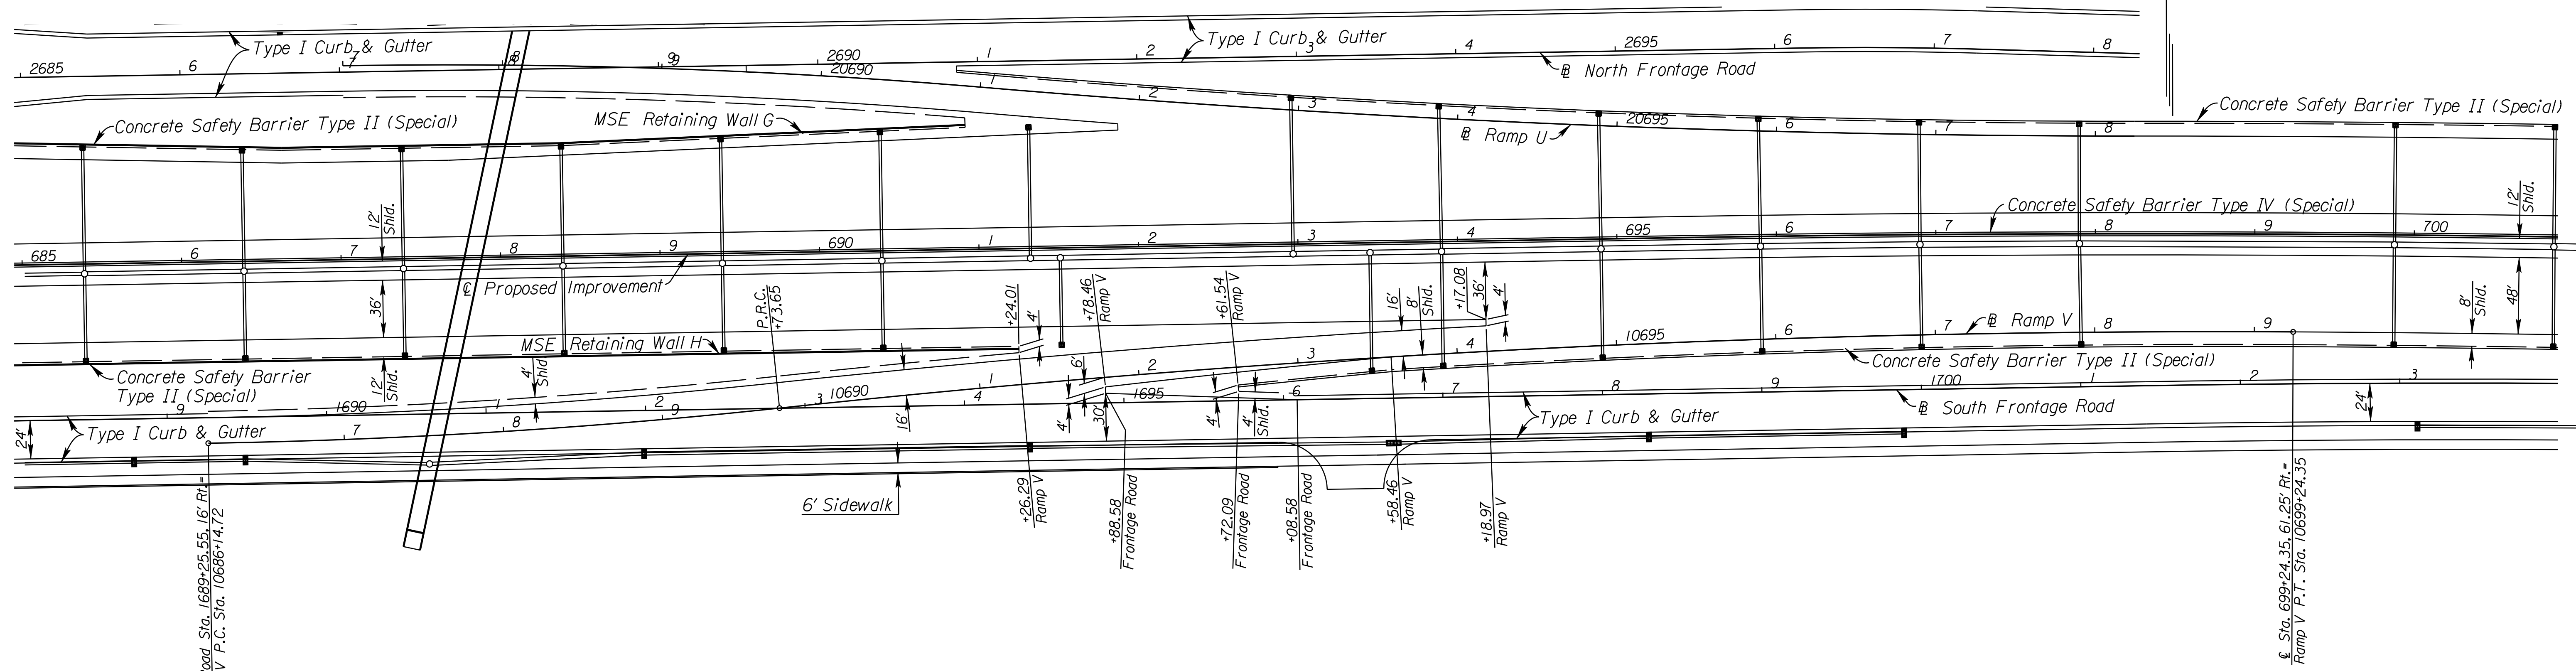 Type I Curb & Gutter
Type I Curb & Gutter
2685 6 7 8 9 2690 1 2 3 4 2695 6 7 8
7 8 9 20690 1 2 3 4 20695 6 7 8
℄ North Frontage Road
Concrete Safety Barrier Type II (Special)
MSE Retaining Wall G
℄ Ramp U
Concrete Safety Barrier Type II (Special)
12' Shld.
Concrete Safety Barrier Type IV (Special)
12' Shld.
685 6 7 8 9 690 1 2 3 4 695 6 7 8 9 700
℄ Proposed Improvement
36'
P.R.C.
+73.65
+24.01
4'
+78.46
Ramp V
+61.54
Ramp V
16'
8'
Shld.
+17.08
36'
4'
8'
Shld.
48'
MSE Retaining Wall H
℄ Ramp V
Concrete Safety Barrier
Type II (Special)
12'
Shld.
4'
Shld
6'
Concrete Safety Barrier Type II (Special)
7 8 9 10690 1 2 3 4 10695 6 7 8 9
9 1690 1 2 3 4 1695 6 7 8 9 1700 1 2 3
24'
Type I Curb & Gutter
16'
4'
30'
4'
4'
Shld.
Type I Curb & Gutter
℄ South Frontage Road
24'
6' Sidewalk
+26.29
Ramp V
+88.58
Frontage Road
+72.09
Frontage Road
+08.58
Frontage Road
+58.46
Ramp V
+18.97
Ramp V
oad Sta. 1689+25.55, 16' Rt.=
V P.C. Sta. 10686+14.72
℄ Sta. 699+24.35, 61.25' Rt.=
Ramp V P.T. Sta. 10699+24.35